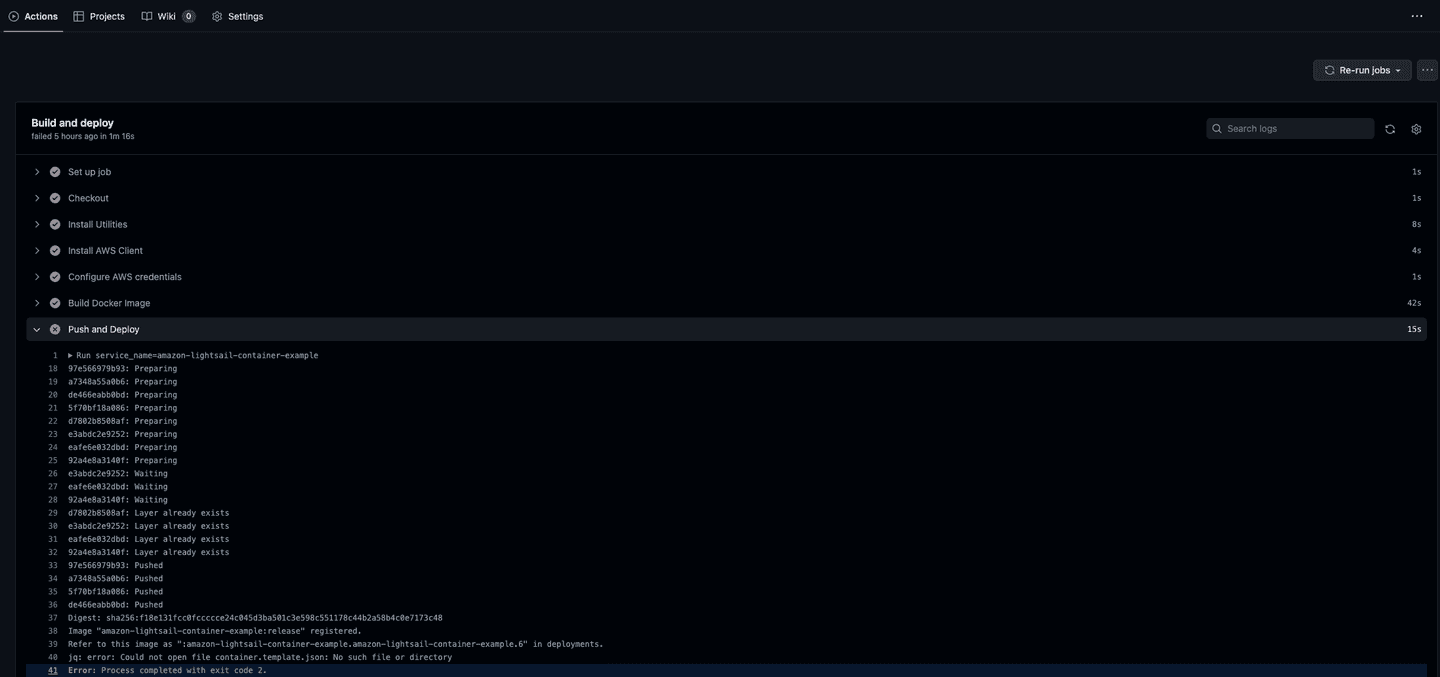 Actions Projects Wiki 0 Settings
Re-run jobs
Build and deploy
failed 5 hours ago in 1m 16s
Search logs
Set up job 1s
Checkout 1s
Install Utilities 8s
Install AWS Client 4s
Configure AWS credentials 1s
Build Docker Image 42s
Push and Deploy 15s
1 Run service_name=amazon-lightsail-container-example
18 97e566979b93: Preparing
19 a7348a55a0b6: Preparing
20 de466eabb0bd: Preparing
21 5f70bf18a086: Preparing
22 d7802b8508af: Preparing
23 e3abdc2e9252: Preparing
24 eafe6e032dbd: Preparing
25 92a4e8a3140f: Preparing
26 e3abdc2e9252: Waiting
27 eafe6e032dbd: Waiting
28 92a4e8a3140f: Waiting
29 d7802b8508af: Layer already exists
30 e3abdc2e9252: Layer already exists
31 eafe6e032dbd: Layer already exists
32 92a4e8a3140f: Layer already exists
33 97e566979b93: Pushed
34 a7348a55a0b6: Pushed
35 5f70bf18a086: Pushed
36 de466eabb0bd: Pushed
37 Digest: sha256:f18e131fcc0fccccce24c045d3ba501c3e598c551178c44b2a58b4c0e7173c48
38 Image "amazon-lightsail-container-example:release" registered.
39 Refer to this image as ":amazon-lightsail-container-example.amazon-lightsail-container-example.6" in deployments.
40 jq: error: Could not open file container.template.json: No such file or directory
41 Error: Process completed with exit code 2.